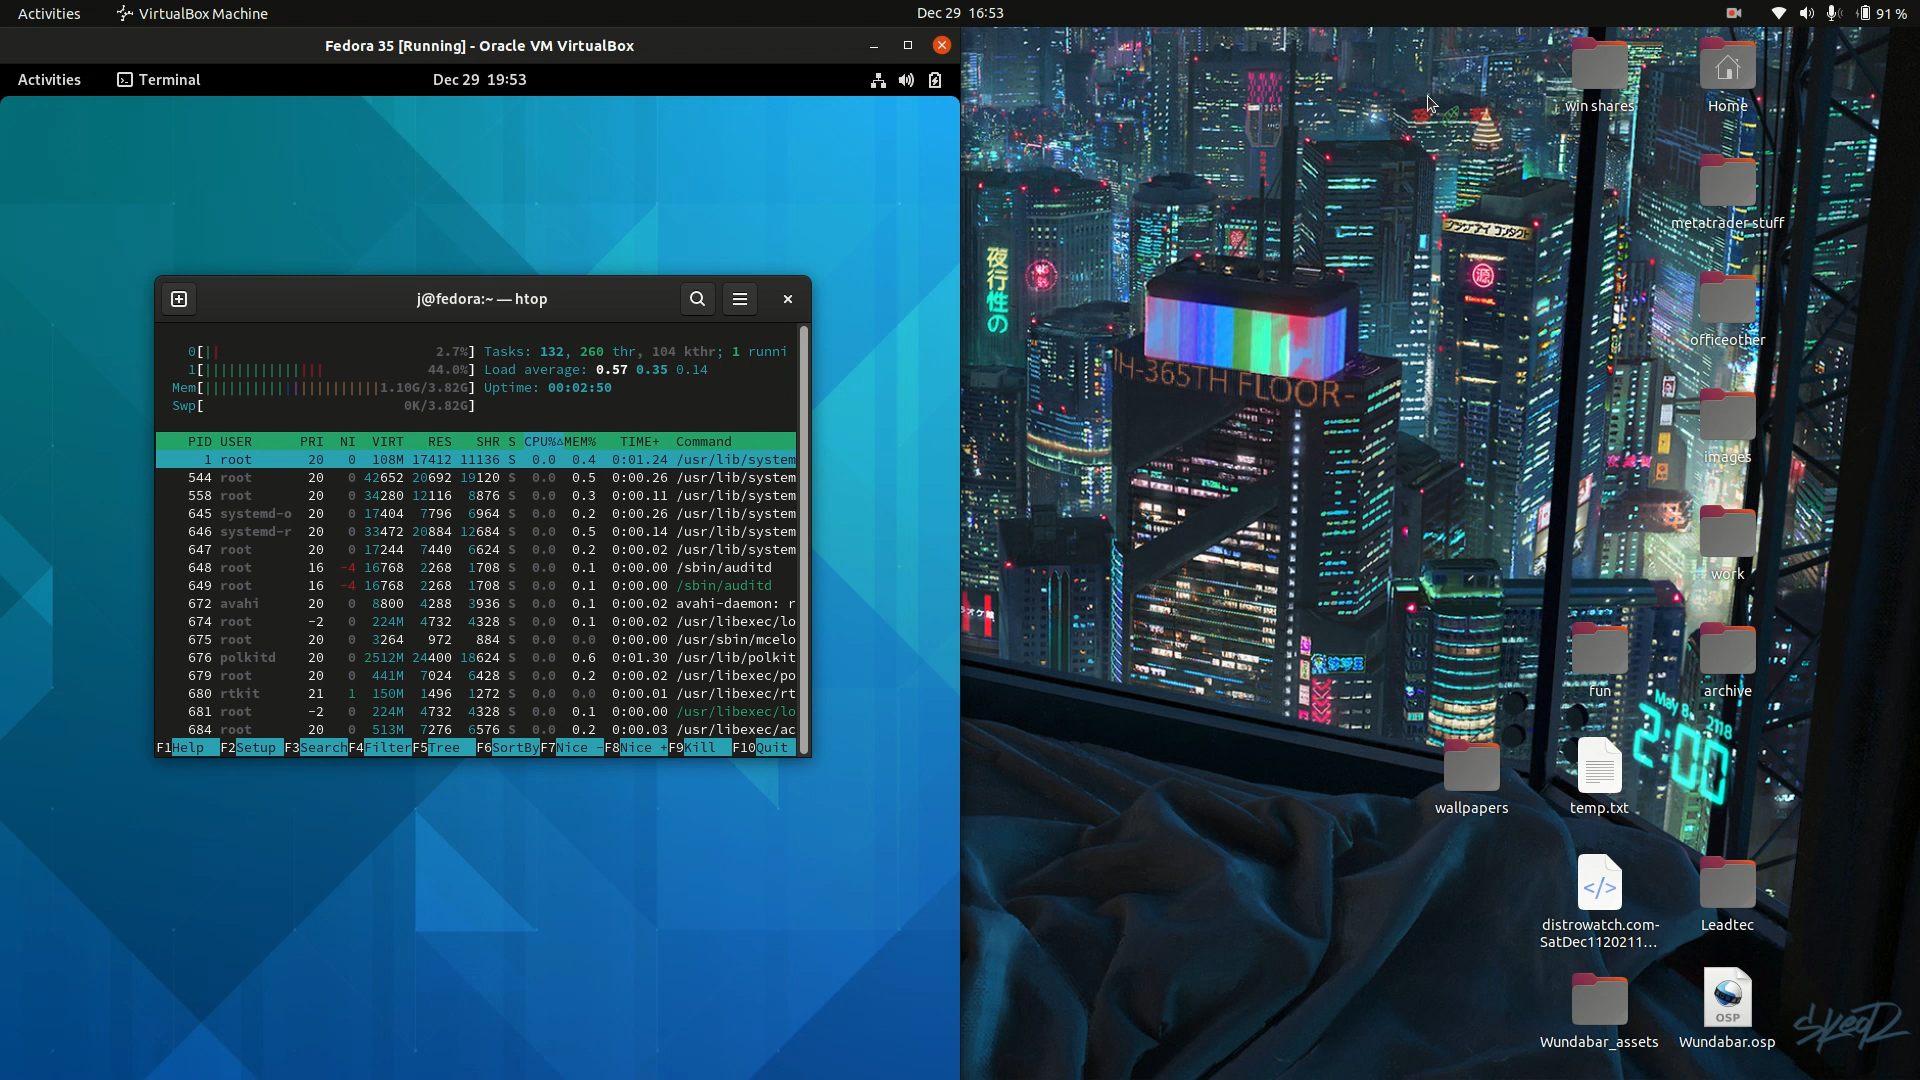 Activities VirtualBox Machine Dec 29 16:53 91 %
Fedora 35 [Running] - Oracle VM VirtualBox
Activities Terminal Dec 29 19:53
j@fedora:~ — htop
0[|| 2.7%] Tasks: 132, 260 thr, 104 kthr; 1 runni
1[||||||||||||||| 44.0%] Load average: 0.57 0.35 0.14
Mem[||||||||||||||||||||||1.10G/3.82G] Uptime: 00:02:50
Swp[ 0K/3.82G]
PID USER PRI NI VIRT RES SHR S CPU%△MEM% TIME+ Command
1 root 20 0 108M 17412 11136 S 0.0 0.4 0:01.24 /usr/lib/system
544 root 20 0 42652 20692 19120 S 0.0 0.5 0:00.26 /usr/lib/system
558 root 20 0 34280 12116 8876 S 0.0 0.3 0:00.11 /usr/lib/system
645 systemd-o 20 0 17404 7796 6964 S 0.0 0.2 0:00.26 /usr/lib/system
646 systemd-r 20 0 33472 20884 12684 S 0.0 0.5 0:00.14 /usr/lib/system
647 root 20 0 17244 7440 6624 S 0.0 0.2 0:00.02 /usr/lib/system
648 root 16 -4 16768 2268 1708 S 0.0 0.1 0:00.00 /sbin/auditd
649 root 16 -4 16768 2268 1708 S 0.0 0.1 0:00.00 /sbin/auditd
672 avahi 20 0 8800 4288 3936 S 0.0 0.1 0:00.02 avahi-daemon: r
674 root -2 0 224M 4732 4328 S 0.0 0.1 0:00.02 /usr/libexec/lo
675 root 20 0 3264 972 884 S 0.0 0.0 0:00.00 /usr/sbin/mcelo
676 polkitd 20 0 2512M 24400 18624 S 0.0 0.6 0:01.30 /usr/lib/polkit
679 root 20 0 441M 7024 6428 S 0.0 0.2 0:00.02 /usr/libexec/po
680 rtkit 21 1 150M 1496 1272 S 0.0 0.0 0:00.01 /usr/libexec/rt
681 root -2 0 224M 4732 4328 S 0.0 0.1 0:00.00 /usr/libexec/lo
684 root 20 0 513M 7276 6576 S 0.0 0.2 0:00.03 /usr/libexec/ac
F1Help F2Setup F3SearchF4FilterF5Tree F6SortByF7Nice -F8Nice +F9Kill F10Quit
win shares
Home
metatrader stuff
officeother
images
work
fun
archive
wallpapers
temp.txt
distrowatch.com-
SatDec1120211...
Leadtec
Wundabar_assets
OSP
Wundabar.osp
夜行性の
源
H-365TH FLOOR-
May 8, 2118
2:00